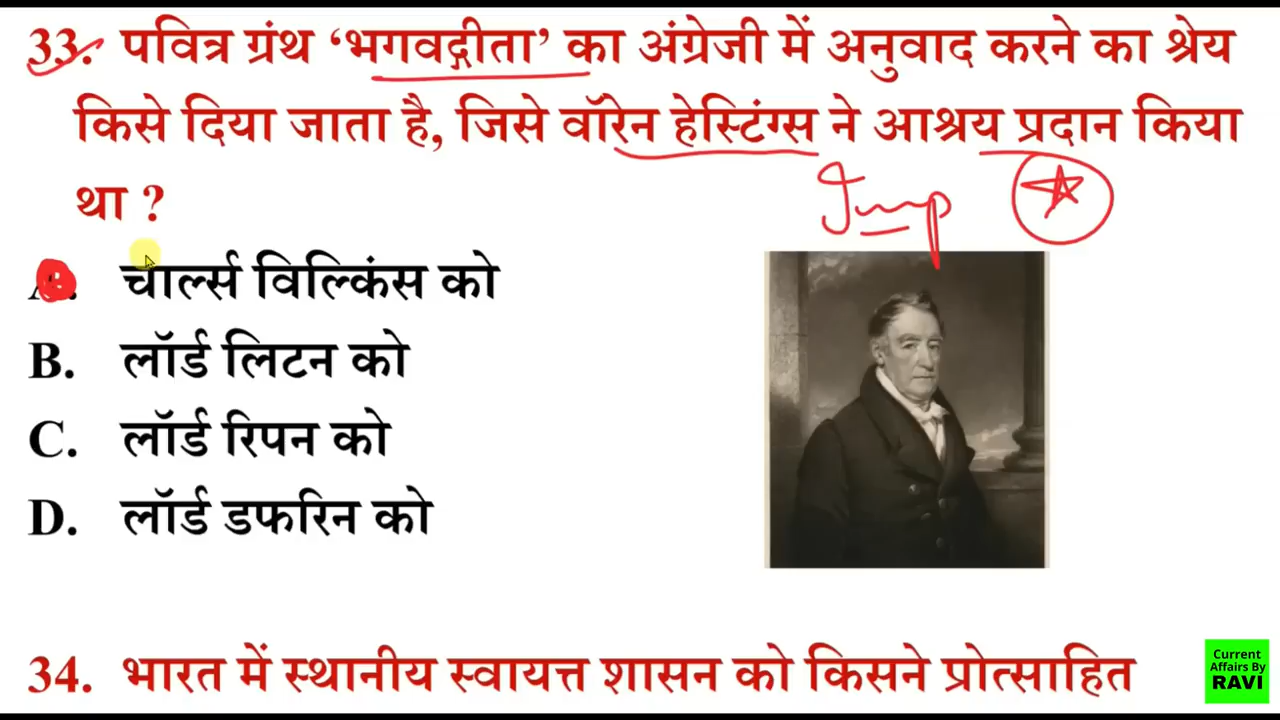 33. पवित्र ग्रंथ ‘भगवद्गीता’ का अंग्रेजी में अनुवाद करने का श्रेय
किसे दिया जाता है, जिसे वॉरेन हेस्टिंग्स ने आश्रय प्रदान किया
था ?
Imp
A. चार्ल्स विल्किंस को
B. लॉर्ड लिटन को
C. लॉर्ड रिपन को
D. लॉर्ड डफरिन को
34. भारत में स्थानीय स्वायत्त शासन को किसने प्रोत्साहित
Current
Affairs By
RAVI